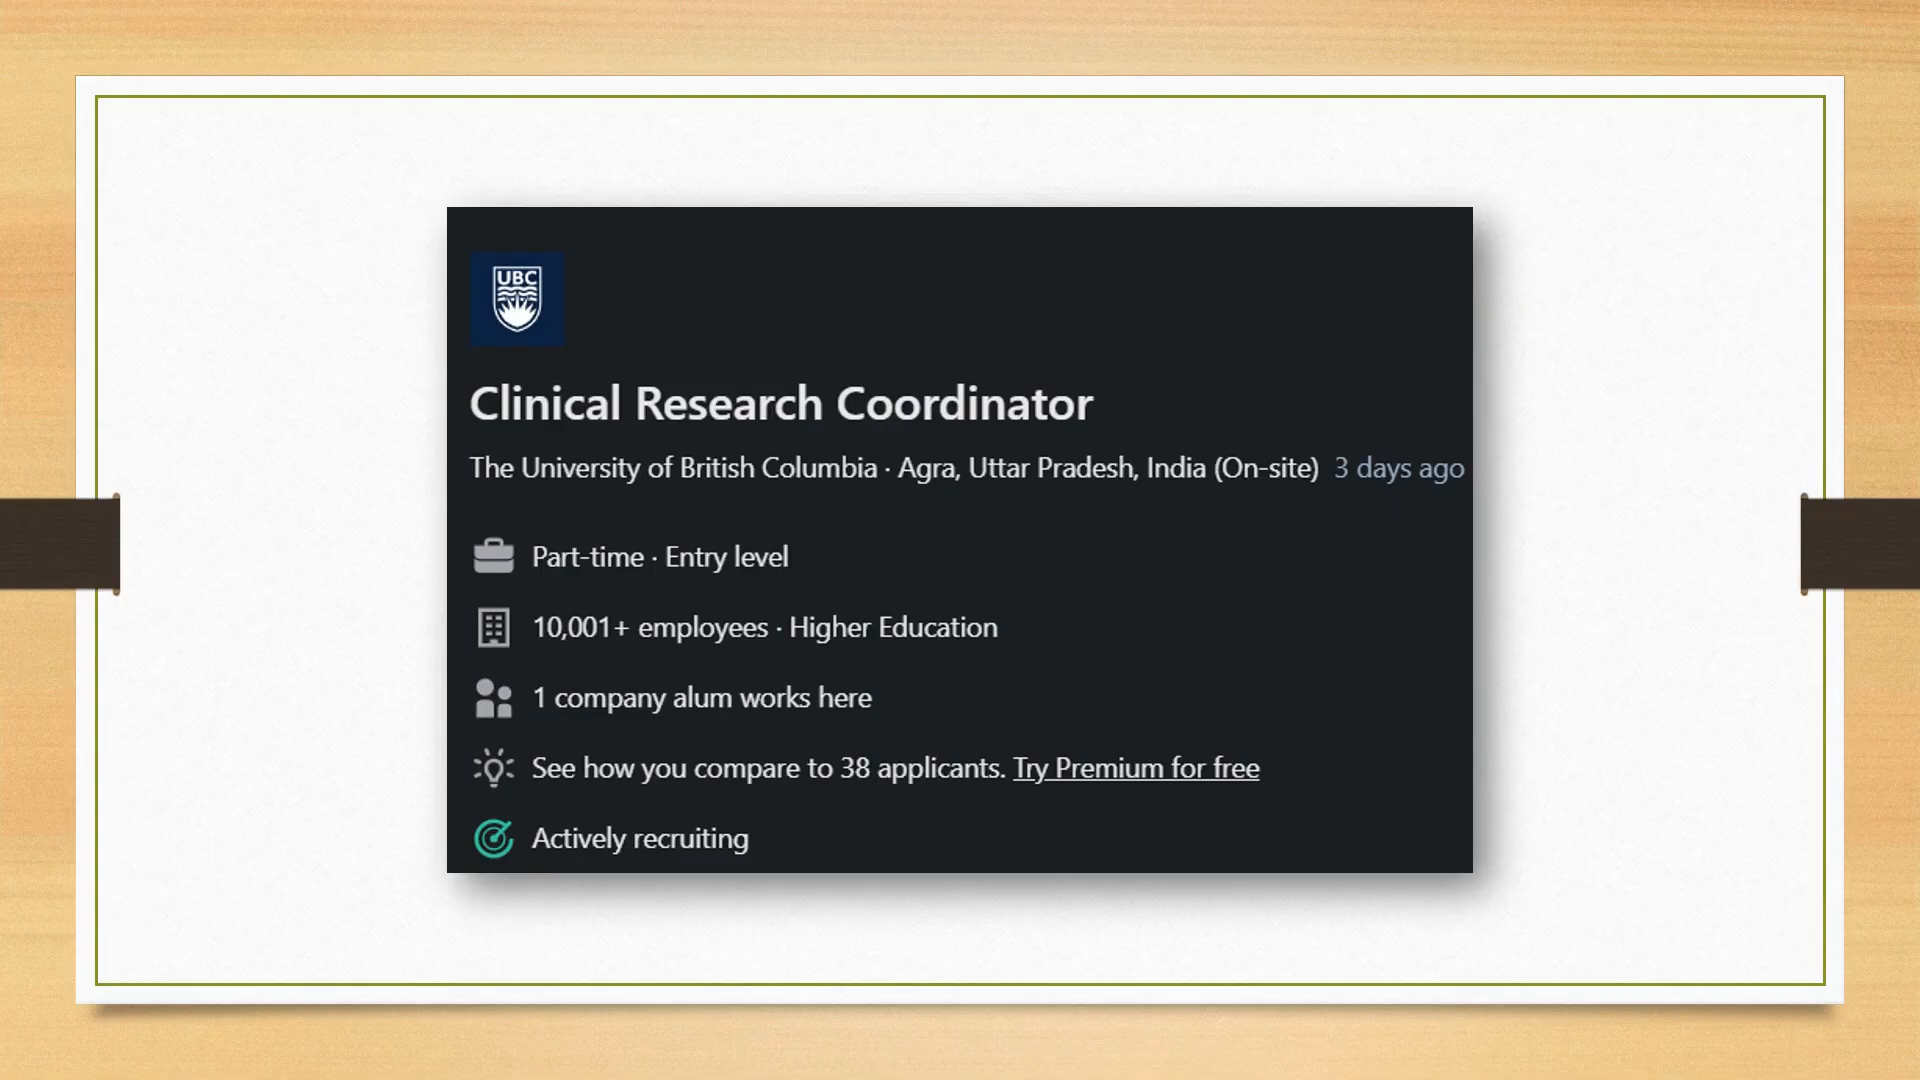 UBC
Clinical Research Coordinator
The University of British Columbia · Agra, Uttar Pradesh, India (On-site) 3 days ago
Part-time · Entry level
10,001+ employees · Higher Education
1 company alum works here
See how you compare to 38 applicants. Try Premium for free
Actively recruiting